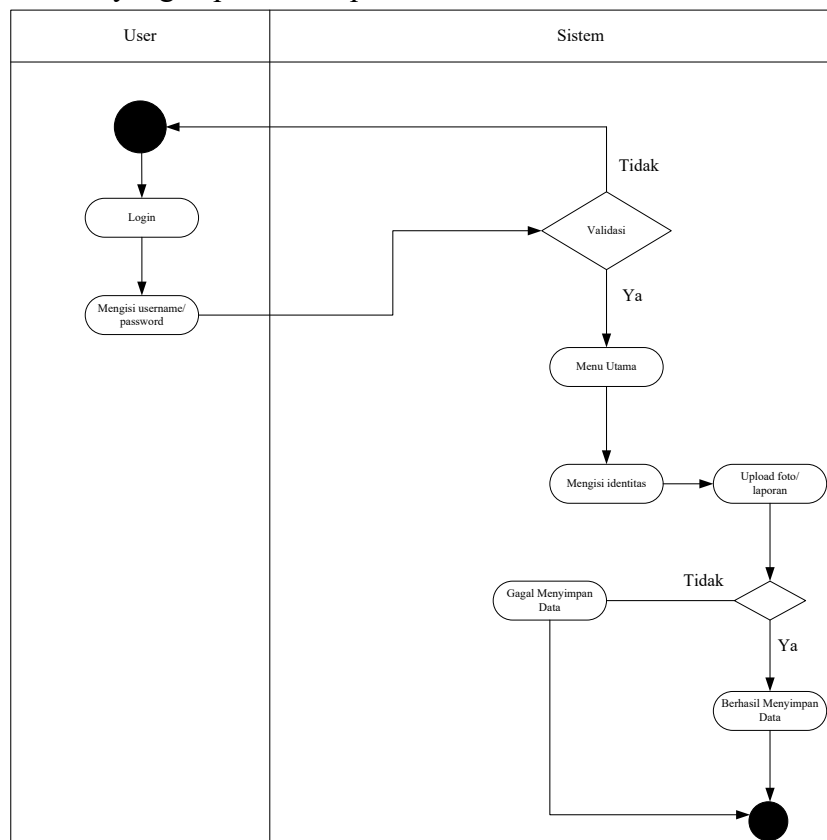 User
Sistem
Tidak
Login
Validasi
Mengisi username/
password
Ya
Menu Utama
Mengisi identitas
Upload foto/
laporan
Tidak
Gagal Menyimpan
Data
Ya
Berhasil Menyimpan
Data